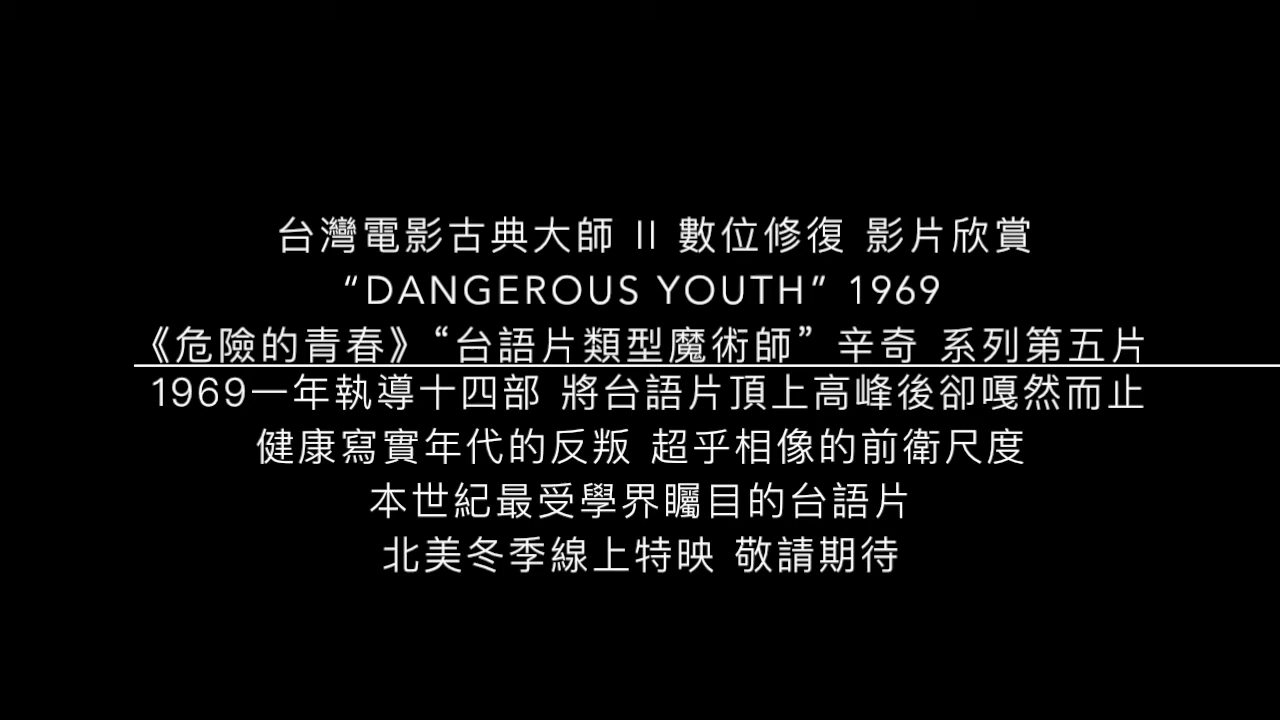 台灣電影古典大師 II 數位修復 影片欣賞
“DANGEROUS YOUTH” 1969
《危險的青春》“台語片類型魔術師” 辛奇 系列第五片
1969一年執導十四部 將台語片頂上高峰後卻嘎然而止
健康寫實年代的反叛 超乎相像的前衛尺度
本世紀最受學界矚目的台語片
北美冬季線上特映 敬請期待